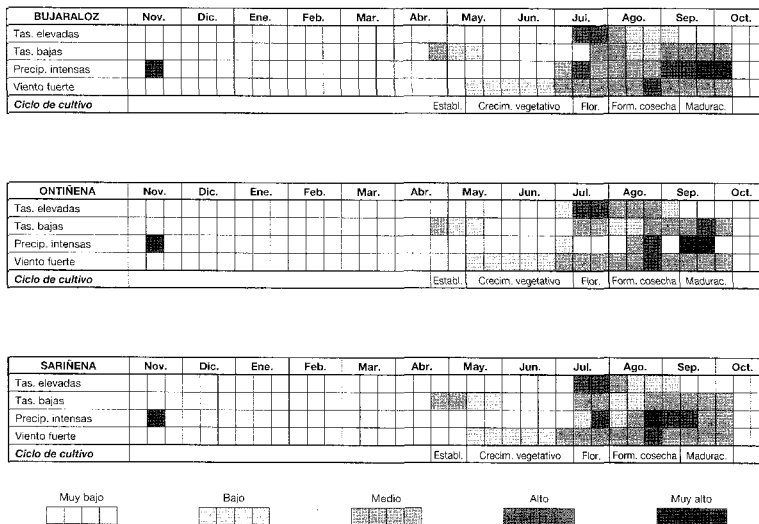 BUJARALOZ Nov. Dic. Ene. Feb. Mar. Abr. May. Jun. Jul. Ago. Sep. Oct.
Tas. elevadas
Tas. bajas
Precip. intensas
Viento fuerte
Ciclo de cultivo Establ. Crecim. vegetativo Flor. Form. cosecha Madurac.
ONTIÑENA Nov. Dic. Ene. Feb. Mar. Abr. May. Jun. Jul. Ago. Sep. Oct.
Tas. elevadas
Tas. bajas
Precip. intensas
Viento fuerte
Ciclo de cultivo Establ. Crecim. vegetativo Flor. Form. cosecha Madurac.
SARIÑENA Nov. Dic. Ene. Feb. Mar. Abr. May. Jun. Jul. Ago. Sep. Oct.
Tas. elevadas
Tas. bajas
Precip. intensas
Viento fuerte
Ciclo de cultivo Establ. Crecim. vegetativo Flor. Form. cosecha Madurac.
Muy bajo Bajo Medio Alto Muy alto